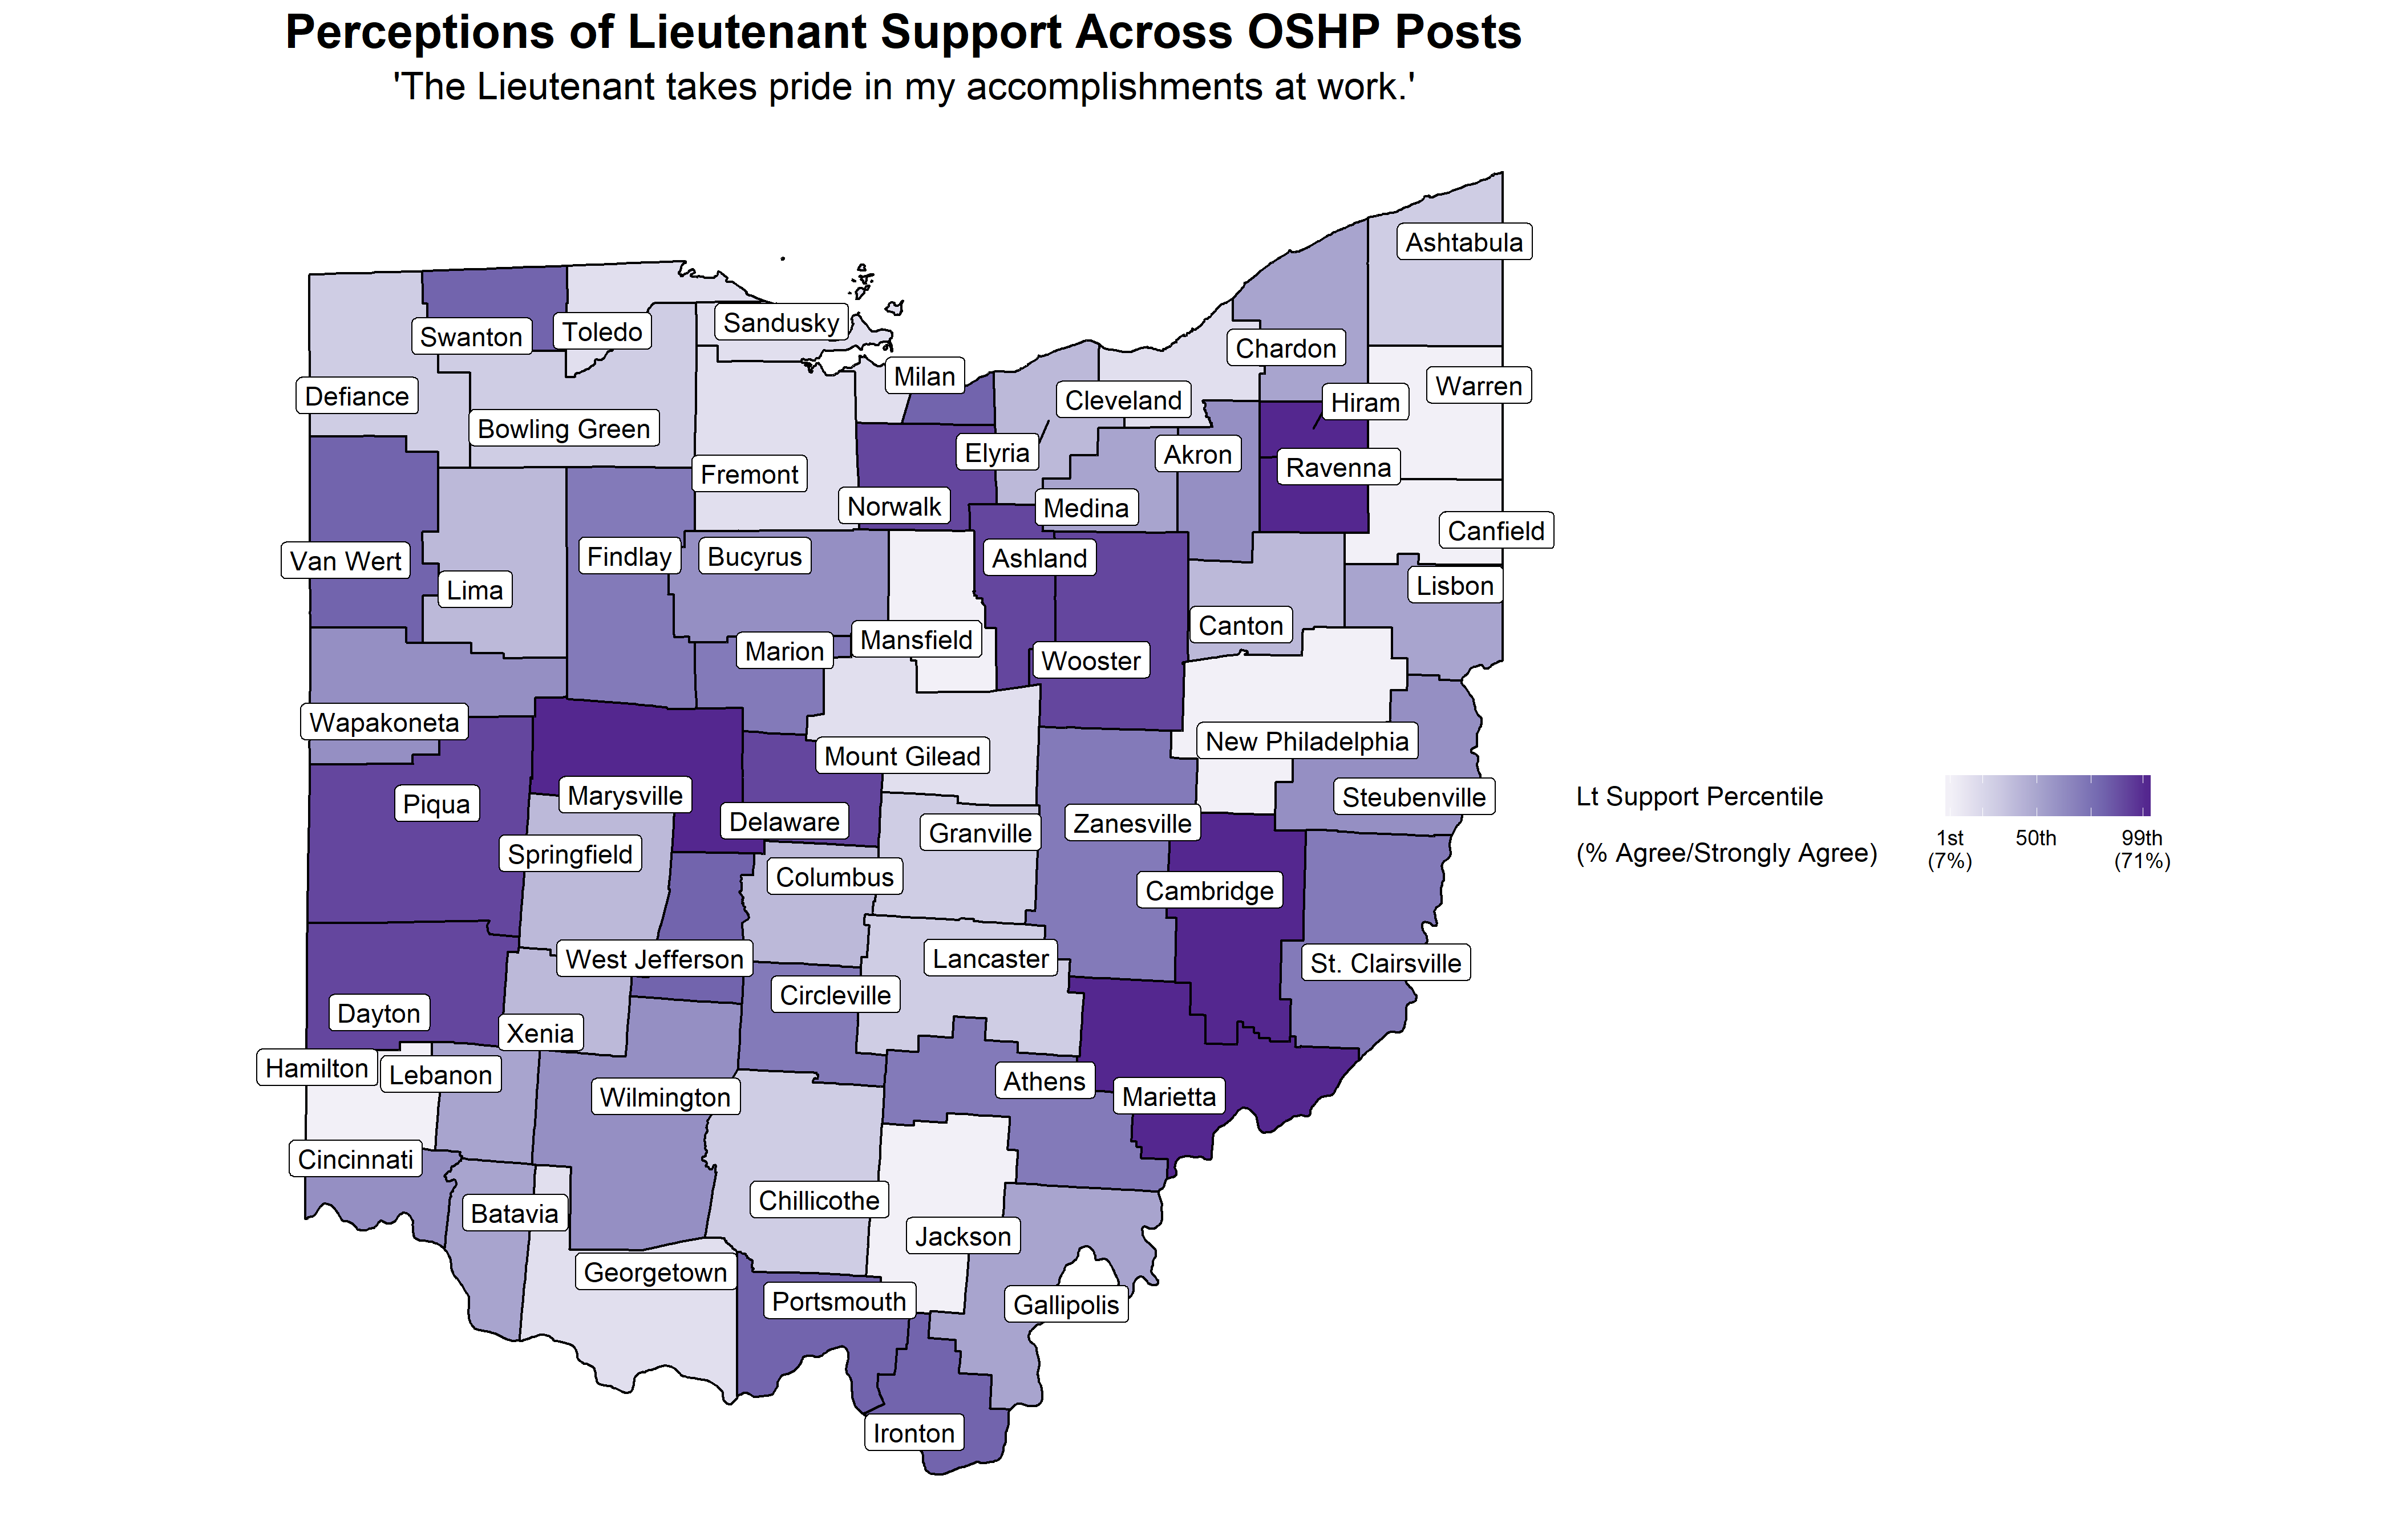 Perceptions of Lieutenant Support Across OSHP Posts
'The Lieutenant takes pride in my accomplishments at work.'
Ashtabula
Sandusky
Toledo
Swanton
Chardon
Milan
Warren
Defiance
Cleveland
Hiram
Bowling Green
Elyria
Akron
Ravenna
Fremont
Norwalk
Medina
Canfield
Van Wert
Findlay
Bucyrus
Ashland
Lima
Lisbon
Canton
Mansfield
Marion
Wooster
Wapakoneta
New Philadelphia
Mount Gilead
Marysville
Steubenville
Piqua
Delaware
Zanesville
Granville
Springfield
Columbus
Cambridge
West Jefferson
Lancaster
St. Clairsville
Circleville
Dayton
Xenia
Hamilton
Lebanon
Athens
Wilmington
Marietta
Cincinnati
Chillicothe
Batavia
Jackson
Georgetown
Portsmouth
Gallipolis
Ironton
Lt Support Percentile
(% Agree/Strongly Agree)
1st 50th 99th
(7%) (71%)